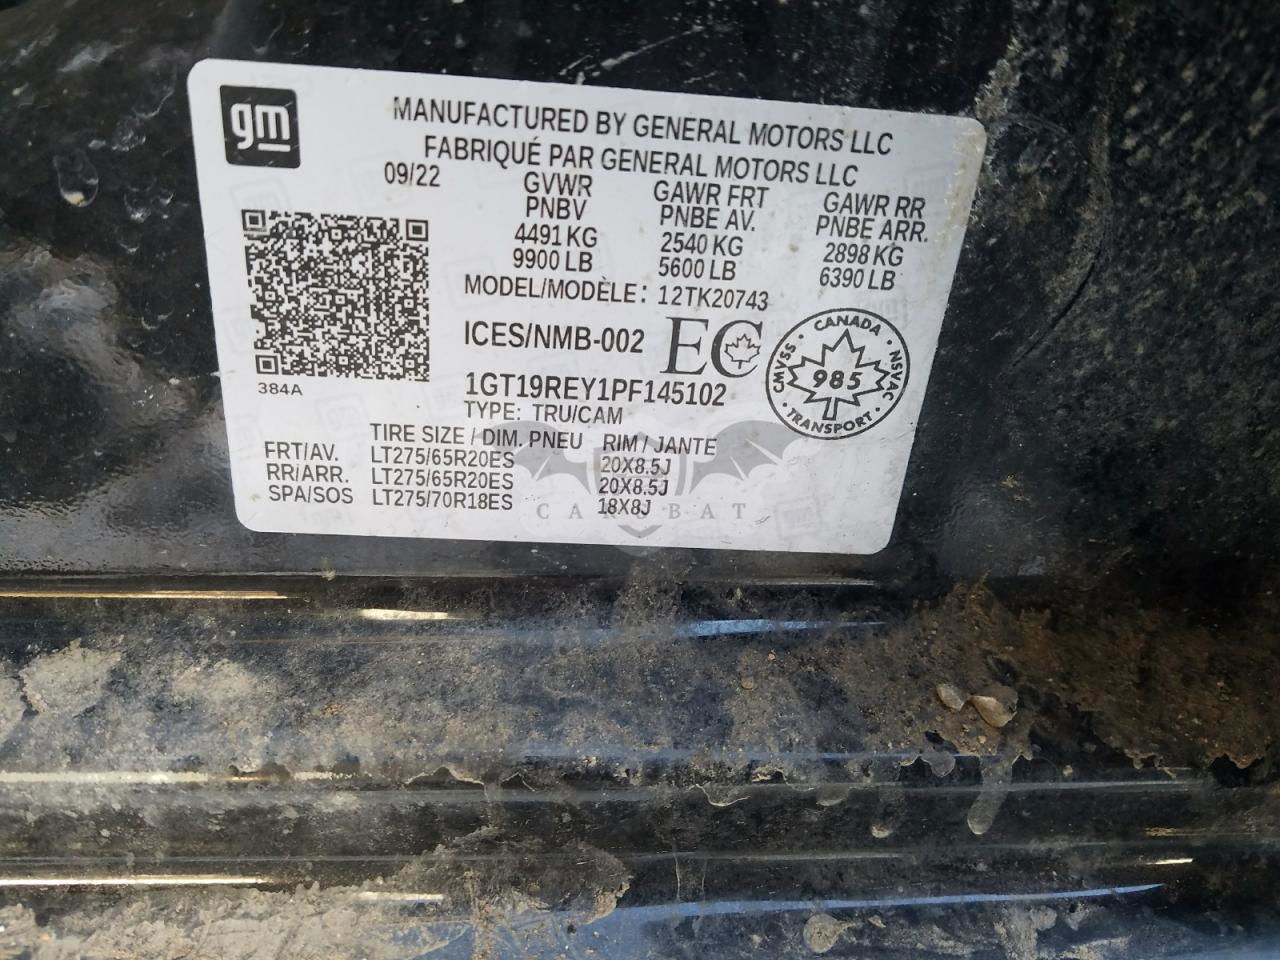 gm
MANUFACTURED BY GENERAL MOTORS LLC
FABRIQUÉ PAR GENERAL MOTORS LLC
09/22 GVWR GAWR FRT GAWR RR
PNBV PNBE AV. PNBE ARR.
4491 KG 2540 KG 2898 KG
9900 LB 5600 LB 6390 LB
MODEL/MODÈLE: 12TK20743
ICES/NMB-002 EC
CANADA
CMVSS 985 NSVAC
TRANSPORT
384A
1GT19REY1PF145102
TYPE: TRU/CAM
TIRE SIZE / DIM. PNEU RIM / JANTE
FRT/AV. LT275/65R20ES 20X8.5J
RR/ARR. LT275/65R20ES 20X8.5J
SPA/SOS LT275/70R18ES 18X8J
CARSBAT